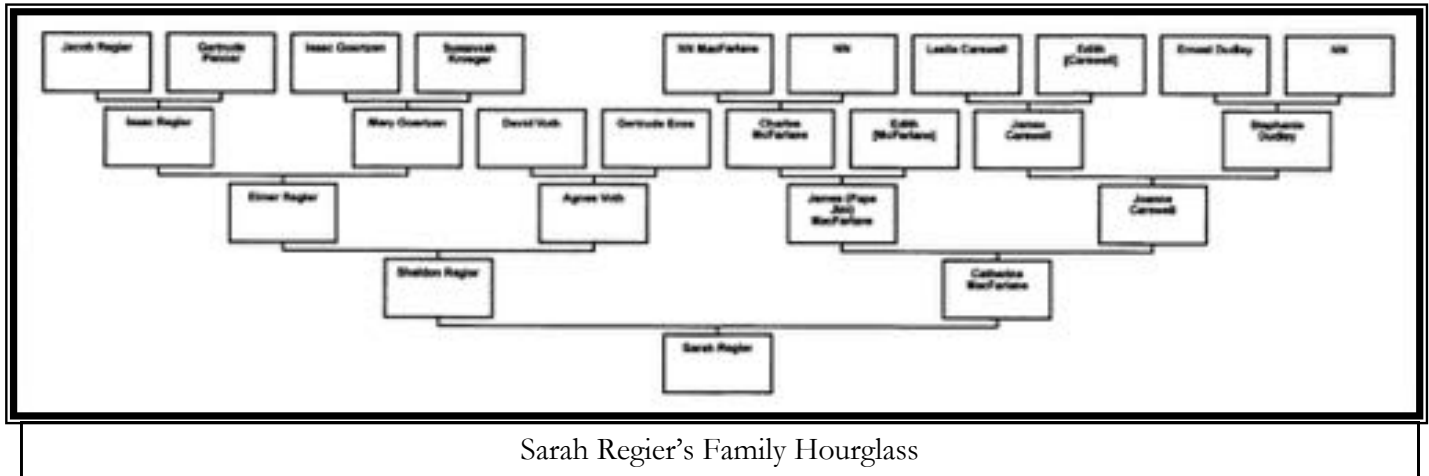 Jacob Regier
Gertrude
Penner
Isaac Goertzen
Susannah
Krueger
NN MacFarlane
NN
Leslie Carswell
Edith
[Carswell]
Ernest Dudley
NN
Isaac Regier
Mary Goertzen
David Voth
Gertrude Enns
Charles
McFarlane
Edith
[McFarlane]
James
Carswell
Stephanie
Dudley
Elmer Regier
Agnes Voth
James (Papa
Jim)
MacFarlane
Joanne
Carswell
Sheldon Regier
Catherine
MacFarlane
Sarah Regier
Sarah Regier's Family Hourglass